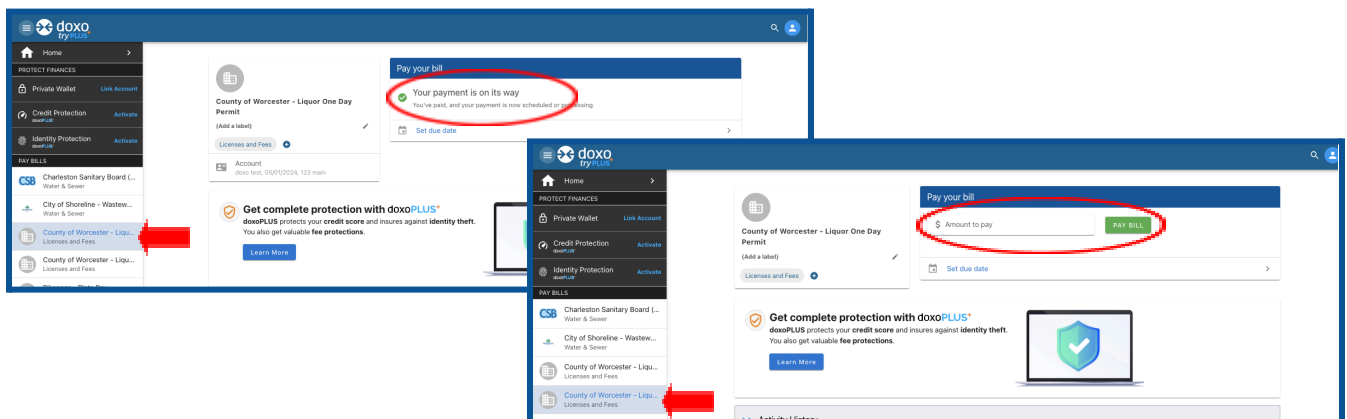 doxo
tryPLUS+
Home
PROTECT FINANCES
Private Wallet Link Account
Credit Protection Activate
doxoPLUS+
Identity Protection Activate
doxoPLUS+
PAY BILLS
CSB Charleston Sanitary Board (...
Water & Sewer
City of Shoreline - Wastew...
Water & Sewer
County of Worcester - Liqu...
Licenses and Fees
County of Worcester - Liqu...
Licenses and Fees
County of Worcester - Liquor One Day
Permit
(Add a label)
Licenses and Fees
Account
doxo test, 05/01/2024, 123 main
Pay your bill
Your payment is on its way
You've paid, and your payment is now scheduled or processing.
Set due date
Get complete protection with doxoPLUS+
doxoPLUS protects your credit score and insures against identity theft.
You also get valuable fee protections.
Learn More
doxo
tryPLUS+
Home
PROTECT FINANCES
Private Wallet Link Account
Credit Protection Activate
doxoPLUS+
Identity Protection Activate
doxoPLUS+
PAY BILLS
CSB Charleston Sanitary Board (...
Water & Sewer
City of Shoreline - Wastew...
Water & Sewer
County of Worcester - Liqu...
Licenses and Fees
County of Worcester - Liqu...
Licenses and Fees
County of Worcester - Liquor One Day
Permit
(Add a label)
Licenses and Fees
Pay your bill
$ Amount to pay PAY BILL
Set due date
Get complete protection with doxoPLUS+
doxoPLUS protects your credit score and insures against identity theft.
You also get valuable fee protections.
Learn More
Activity History